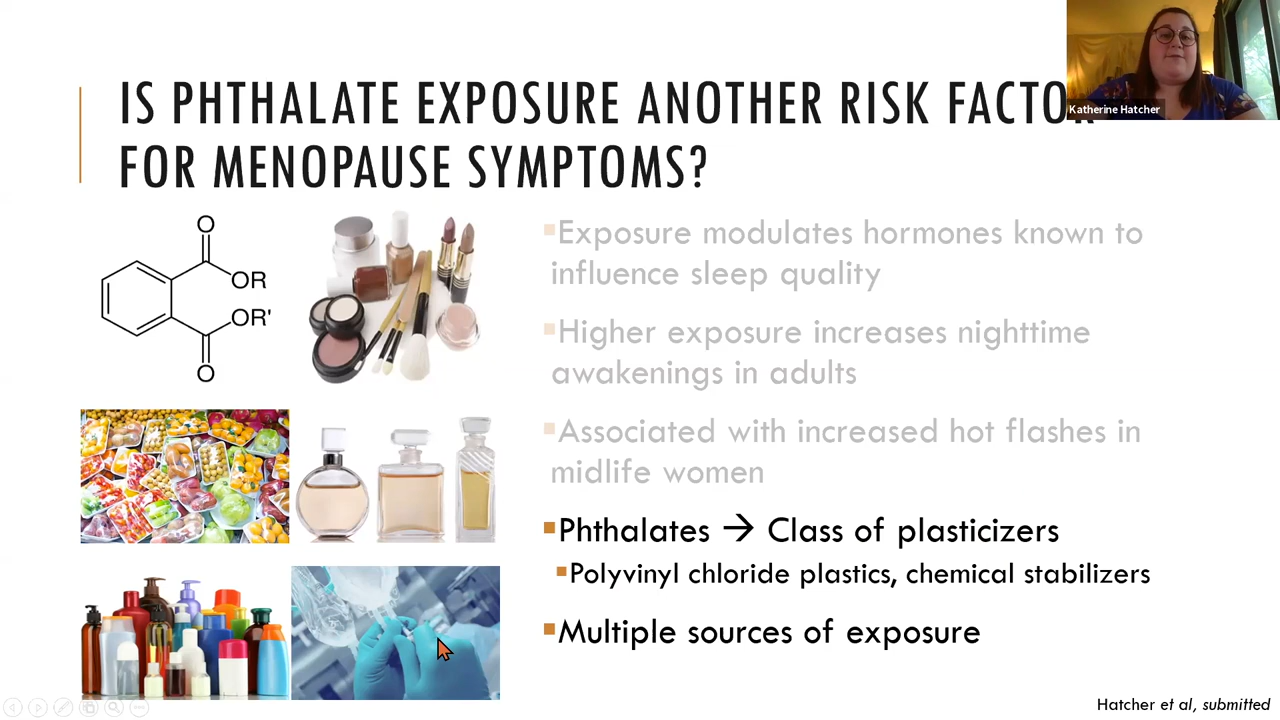 IS PHTHALATE EXPOSURE ANOTHER RISK FACTOR
FOR MENOPAUSE SYMPTOMS?
Katherine Hatcher
O
OR
OR'
O
Exposure modulates hormones known to
influence sleep quality
Higher exposure increases nighttime
awakenings in adults
Associated with increased hot flashes in
midlife women
Phthalates → Class of plasticizers
Polyvinyl chloride plastics, chemical stabilizers
Multiple sources of exposure
Hatcher et al, submitted